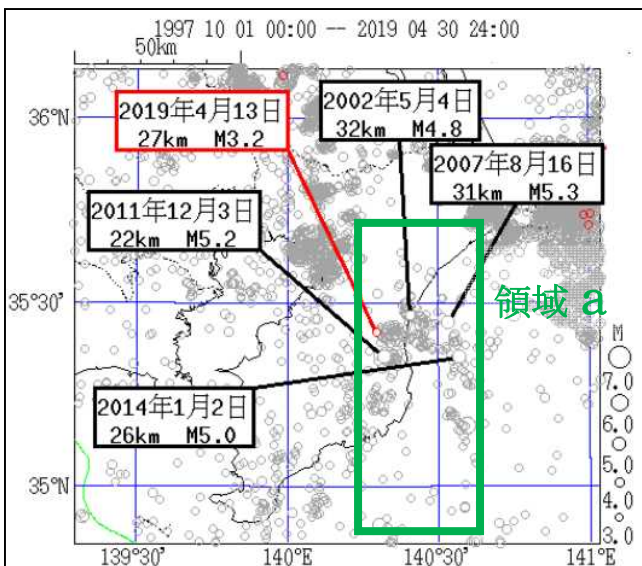 1997 10 01 00:00 -- 2019 04 30 24:00
50km
36°N
2019年4月13日
27km M3.2
2002年5月4日
32km M4.8
2007年8月16日
31km M5.3
2011年12月3日
22km M5.2
35°30'
領域 a
M
7.0
6.0
5.0
4.0
3.0
2014年1月2日
26km M5.0
35°N
139°30'
140°E
140°30'
141°E